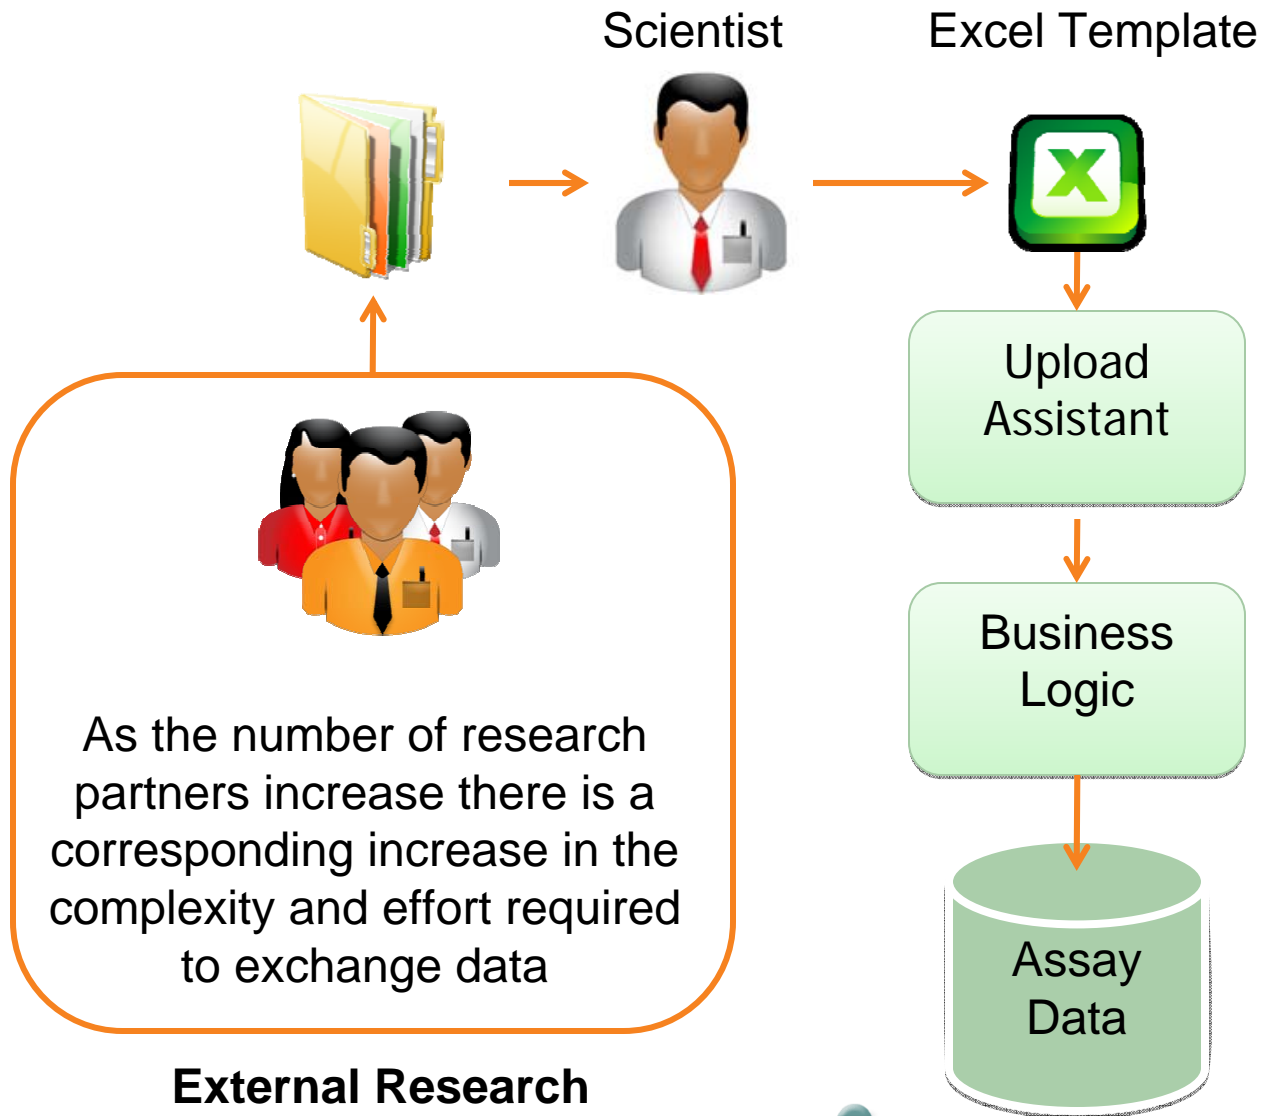 Scientist
Excel Template
Upload
Assistant
Business
Logic
Assay
Data
As the number of research
partners increase there is a
corresponding increase in the
complexity and effort required
to exchange data
External Research